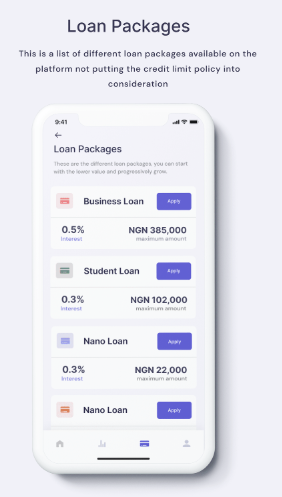 Loan Packages
This is a list of different loan packages available on the
platform not putting the credit limit policy into
consideration
9:41
Loan Packages
These are the different loan packages, you can start
with the lower value and progressively grow.
Business Loan Apply
0.5% NGN 385,000
Interest maximum amount
Student Loan Apply
0.3% NGN 102,000
Interest maximum amount
Nano Loan Apply
0.3% NGN 22,000
Interest maximum amount
Nano Loan Apply